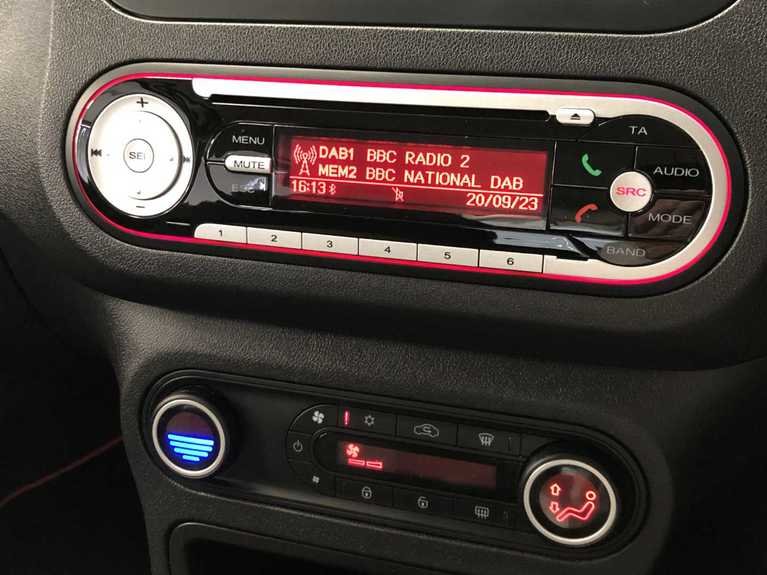 +
SEL
-
MENU
MUTE
ESC
DAB1 BBC RADIO 2
MEM2 BBC NATIONAL DAB
16:13
20/09/23
TA
AUDIO
SRC
MODE
BAND
1 2 3 4 5 6